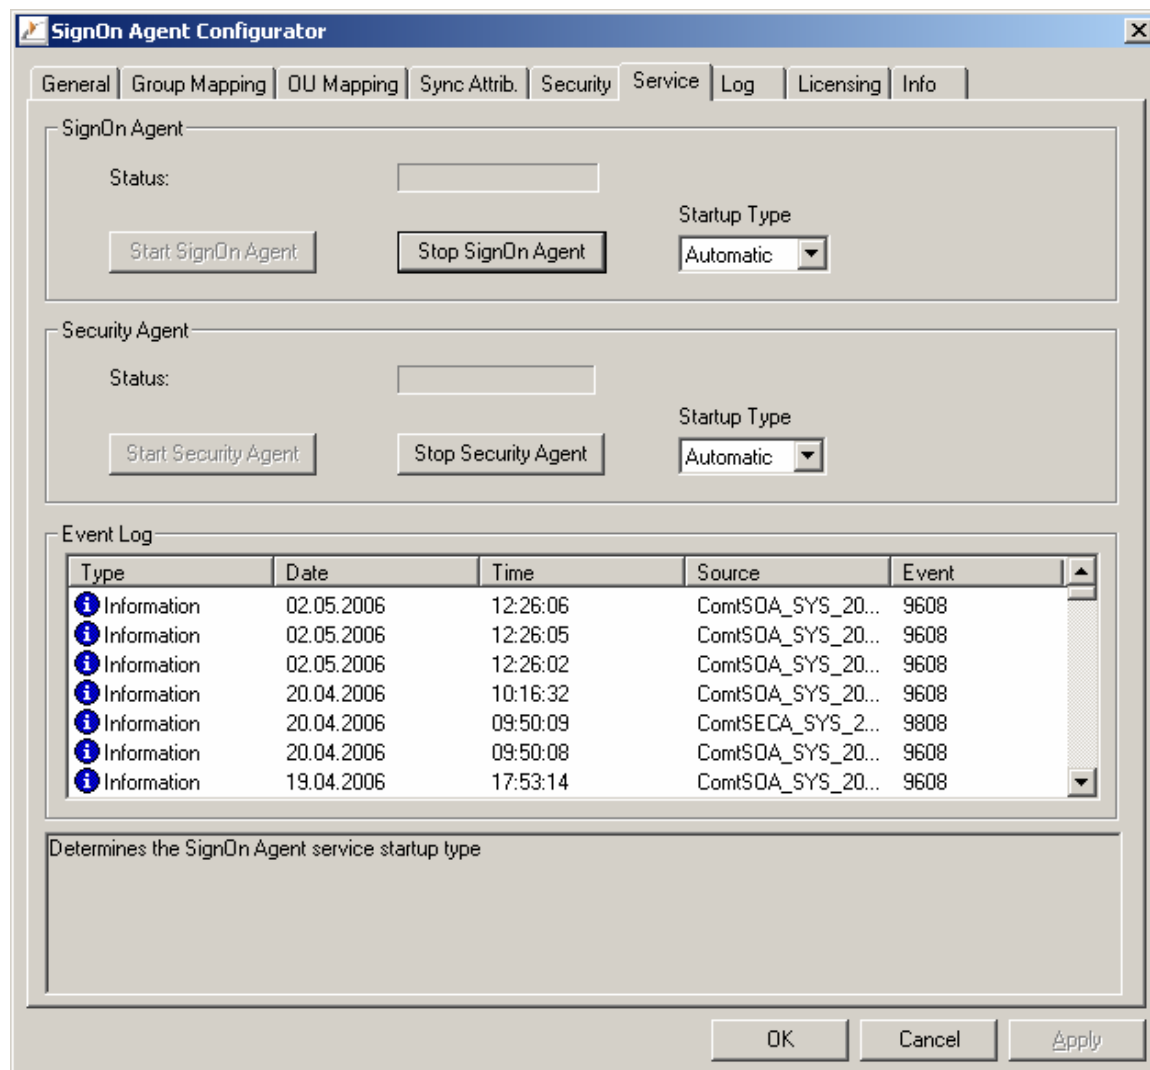 SignOn Agent Configurator
General Group Mapping OU Mapping Sync Attrib. Security Service Log Licensing Info
SignOn Agent
Status:
Startup Type
Start SignOn Agent Stop SignOn Agent Automatic
Security Agent
Status:
Startup Type
Start Security Agent Stop Security Agent Automatic
Event Log
Type Date Time Source Event
Information 02.05.2006 12:26:06 ComtSOA_SYS_20... 9608
Information 02.05.2006 12:26:05 ComtSOA_SYS_20... 9608
Information 02.05.2006 12:26:02 ComtSOA_SYS_20... 9608
Information 20.04.2006 10:16:32 ComtSOA_SYS_20... 9608
Information 20.04.2006 09:50:09 ComtSECA_SYS_2... 9808
Information 20.04.2006 09:50:08 ComtSOA_SYS_20... 9608
Information 19.04.2006 17:53:14 ComtSOA_SYS_20... 9608
Determines the SignOn Agent service startup type
OK Cancel Apply